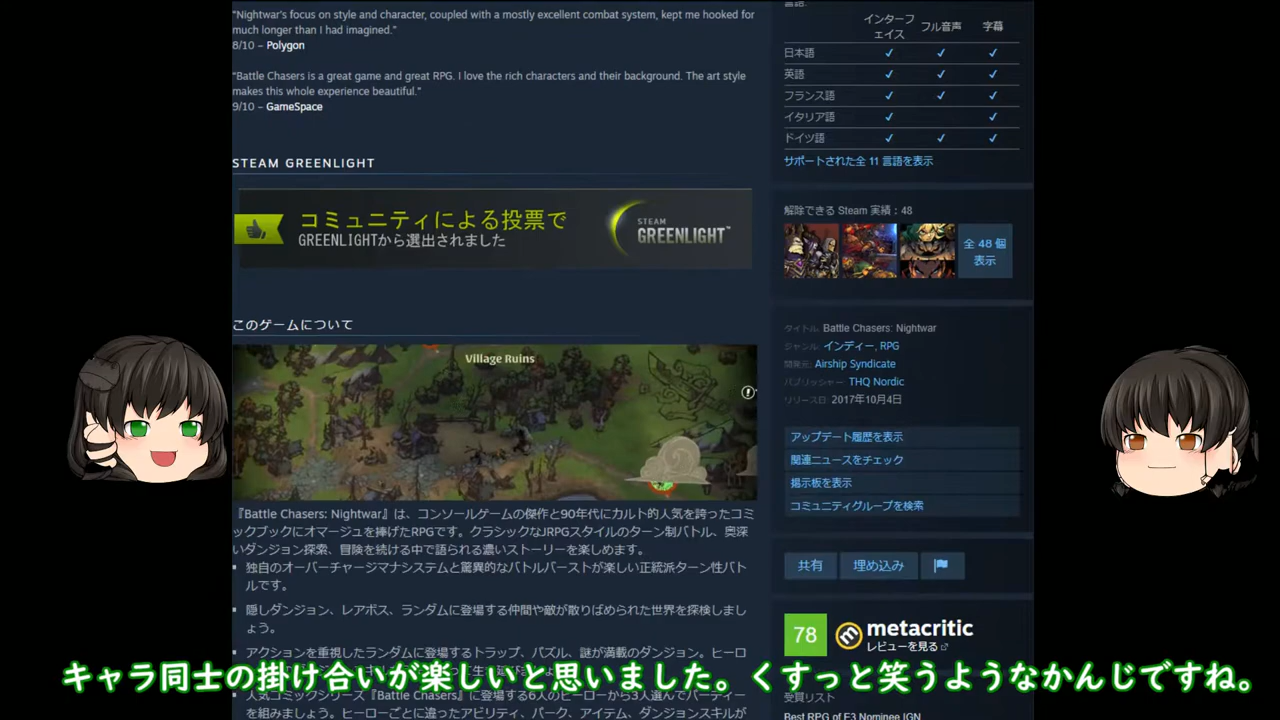 “Nightwar's focus on style and character, coupled with a mostly excellent combat system, kept me hooked for
much longer than I had imagined.”
8/10 – Polygon
“Battle Chasers is a great game and great RPG. I love the rich characters and their background. The art style
makes this whole experience beautiful.”
9/10 – GameSpace
STEAM GREENLIGHT
コミュニティによる投票で
GREENLIGHTから選出されました
STEAM
GREENLIGHT™
このゲームについて
Village Ruins
『Battle Chasers: Nightwar』は、コンソールゲームの傑作と90年代にカルト的人気を誇ったコミ
ックブックにオマージュを捧げたRPGです。クラシックなJRPGスタイルのターン制バトル、奥深
いダンジョン探索、冒険を続ける中で語られる濃いストーリーを楽しめます。
独自のオーバーチャージマナシステムと驚異的なバトルバーストが楽しい正統派ターン性バト
ルです。
隠しダンジョン、レアボス、ランダムに登場する仲間や敵が散りばめられた世界を探検しまし
ょう。
アクションを重視したランダムに登場するトラップ、パズル、謎が満載のダンジョン。ヒーロ
人気コミックシリーズ『Battle Chasers』に登場する6人のヒーローから3人選んでパーティー
を組みましょう。ヒーローごとに違ったアビリティ、パーク、アイテム、ダンジョンスキルが
言語:
インターフ
ェイス
フル音声
字幕
日本語 ✓ ✓ ✓
英語 ✓ ✓ ✓
フランス語 ✓ ✓ ✓
イタリア語 ✓ ✓
ドイツ語 ✓ ✓ ✓
サポートされた全 11 言語を表示
解除できる Steam 実績：48
全 48 個
表示
タイトル: Battle Chasers: Nightwar
ジャンル: インディー, RPG
開発元: Airship Syndicate
パブリッシャー: THQ Nordic
リリース日: 2017年10月4日
アップデート履歴を表示
関連ニュースをチェック
掲示板を表示
コミュニティグループを検索
共有
埋め込み
78
metacritic
レビューを見る
受賞リスト
Best RPG of E3 Nominee IGN
キャラ同士の掛け合いが楽しいと思いました。くすっと笑うようなかんじですね。